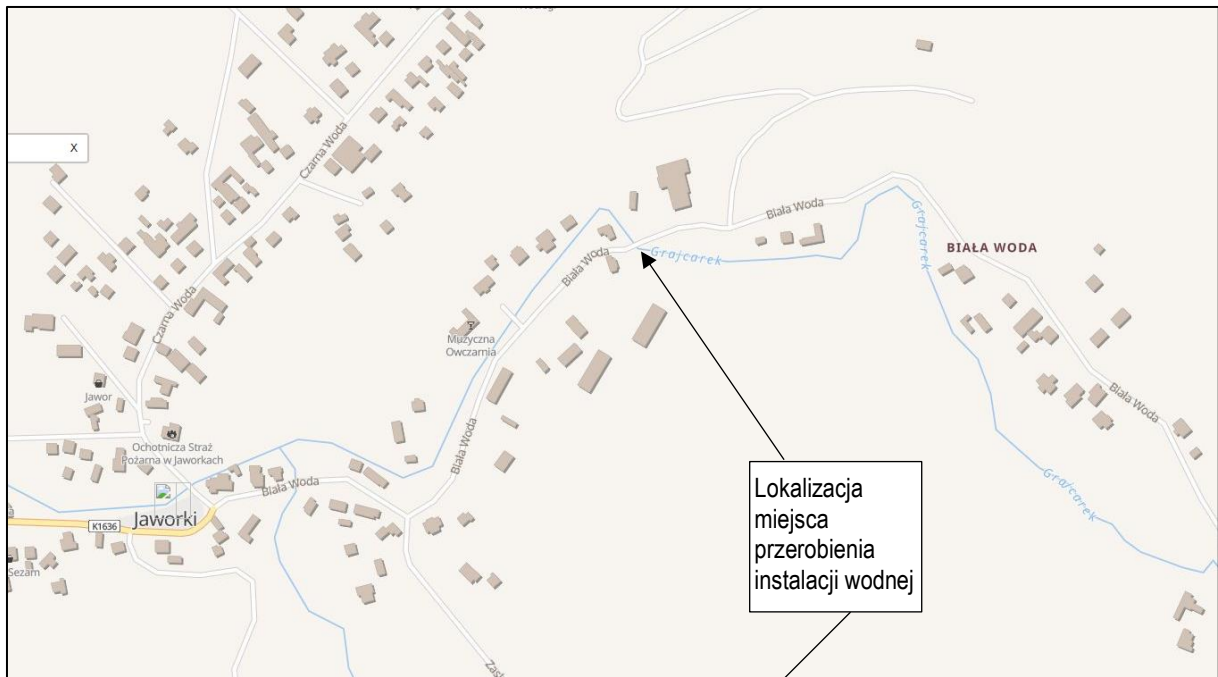 X
Czarna Woda
Biała Woda
Grajcarek
BIAŁA WODA
Biała Woda
Grajcarek
Czarna Woda
Muzyczna
Owczarnia
Jawor
Biała Woda
Ochotnicza Straż
Pożarna w Jaworkach
Biała Woda
Grajcarek
Lokalizacja
miejsca
przerobienia
instalacji wodnej
Biała Woda
Jaworki
K1636
Sezam